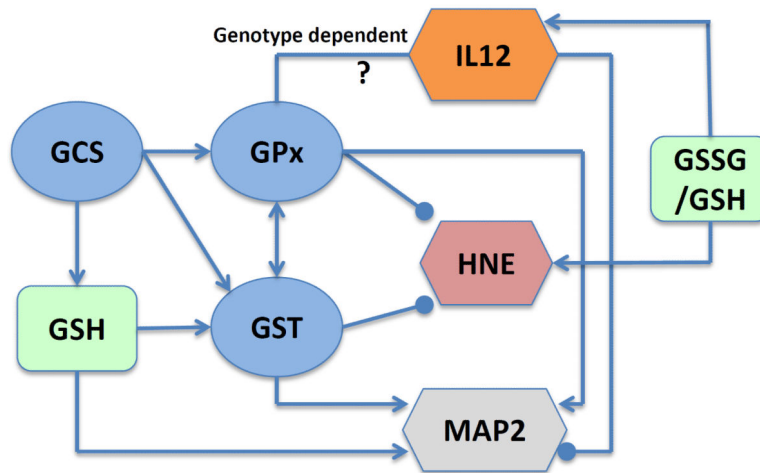 Genotype dependent
?
IL12
GCS
GPx
GSSG
/GSH
HNE
GSH
GST
MAP2